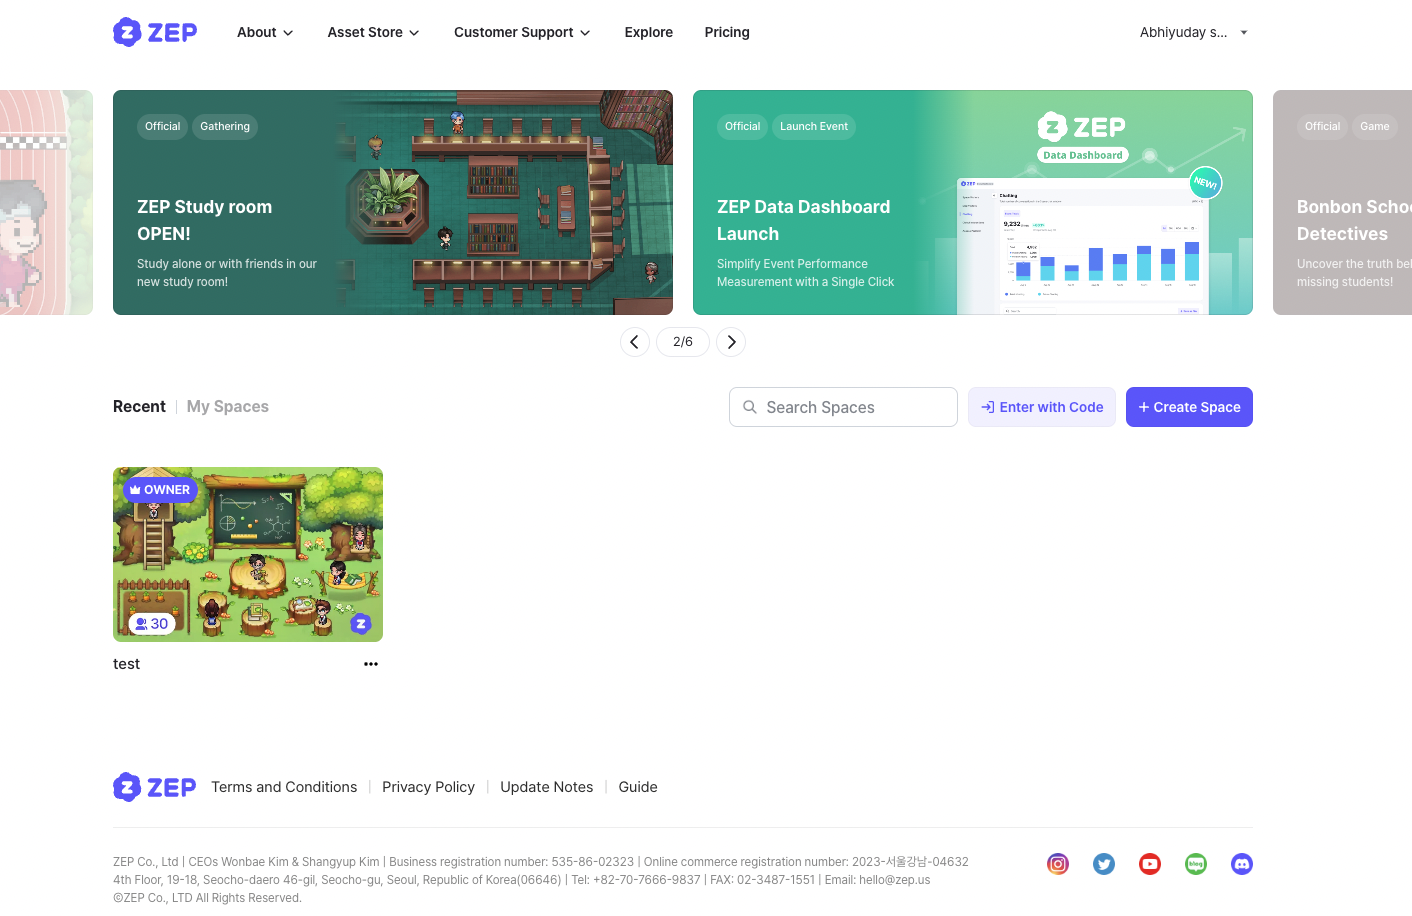 ZEP
About
Asset Store
Customer Support
Explore
Pricing
Abhiyuday s...
Official
Gathering
ZEP Study room
OPEN!
Study alone or with friends in our
new study room!
Official
Launch Event
ZEP Data Dashboard
Launch
Simplify Event Performance
Measurement with a Single Click
ZEP
Data Dashboard
NEW!
Chatting
9,232
Official
Game
Bonbon Schoo
Detectives
Uncover the truth bel
missing students!
2/6
Recent
My Spaces
Search Spaces
Enter with Code
+ Create Space
OWNER
30
test
ZEP
Terms and Conditions | Privacy Policy | Update Notes | Guide
ZEP Co., Ltd | CEOs Wonbae Kim & Shangyup Kim | Business registration number: 535-86-02323 | Online commerce registration number: 2023-서울강남-04632
4th Floor, 19-18, Seocho-daero 46-gil, Seocho-gu, Seoul, Republic of Korea(06646) | Tel: +82-70-7666-9837 | FAX: 02-3487-1551 | Email: hello@zep.us
©ZEP Co., LTD All Rights Reserved.
blog